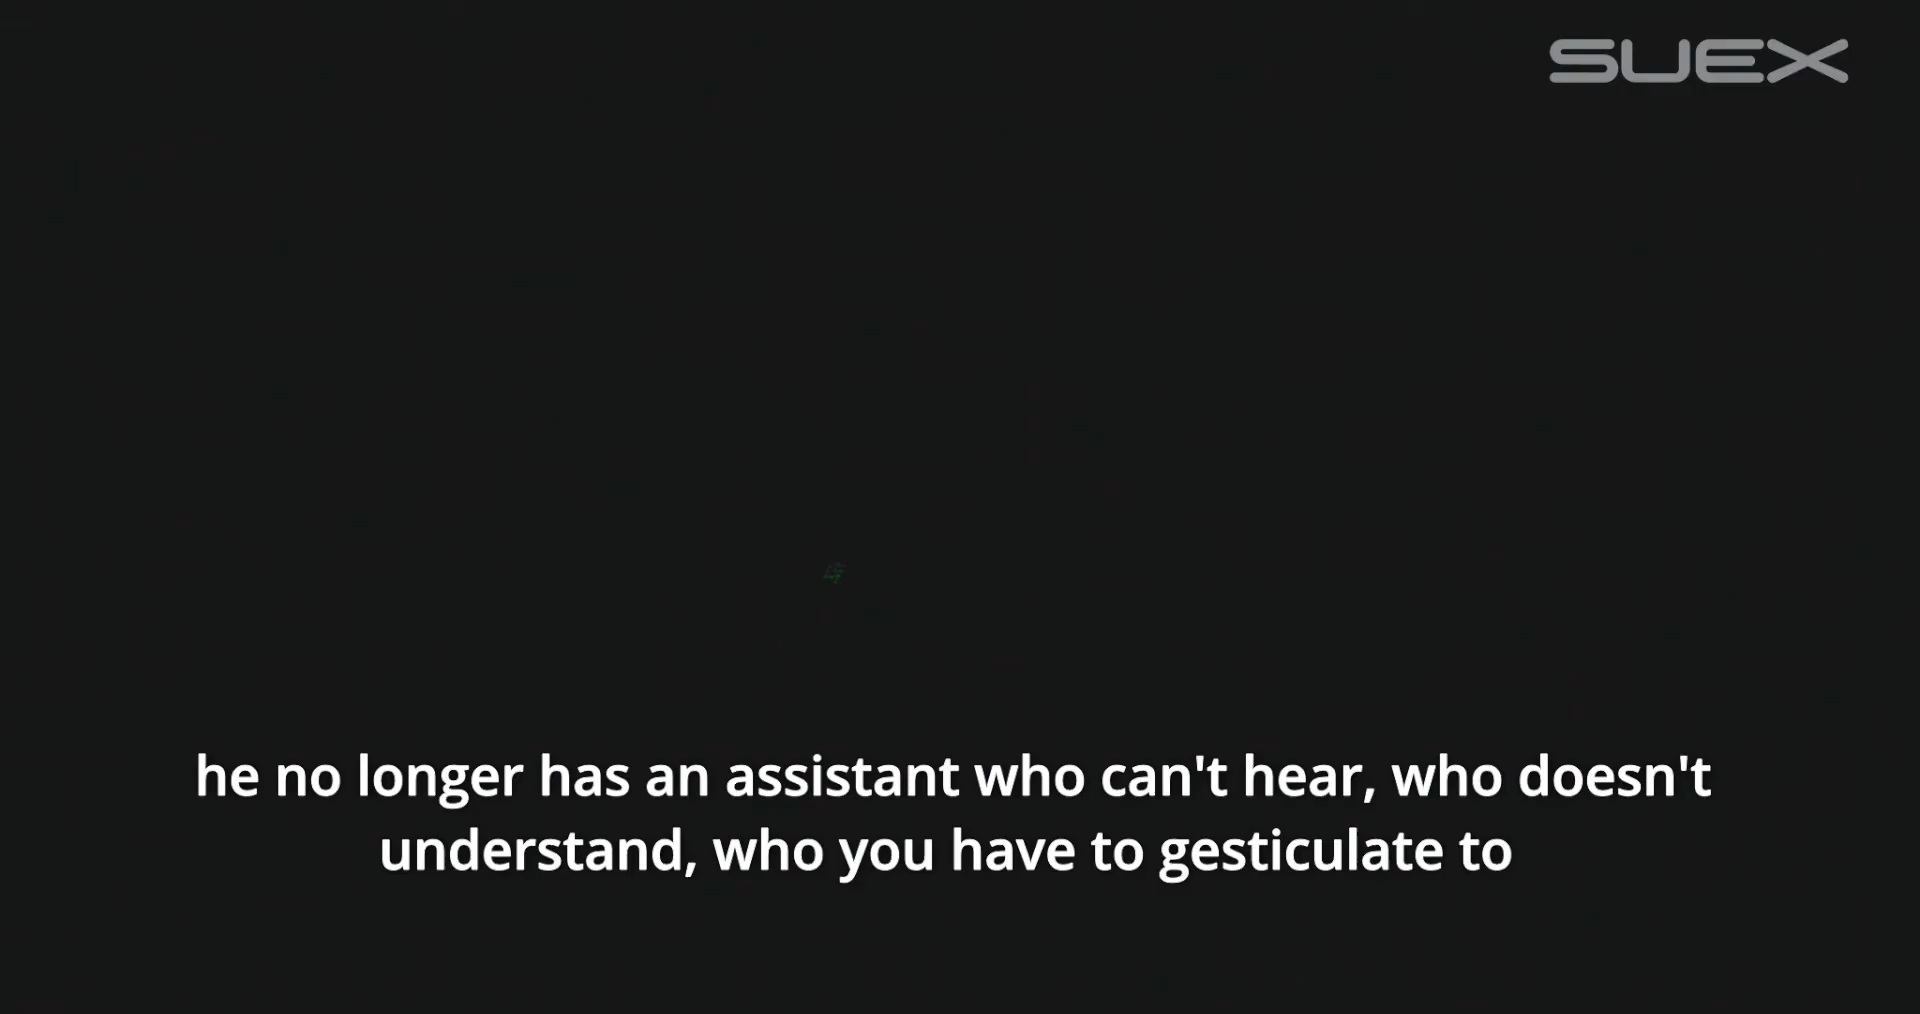 SUEX
he no longer has an assistant who can't hear, who doesn't
understand, who you have to gesticulate to